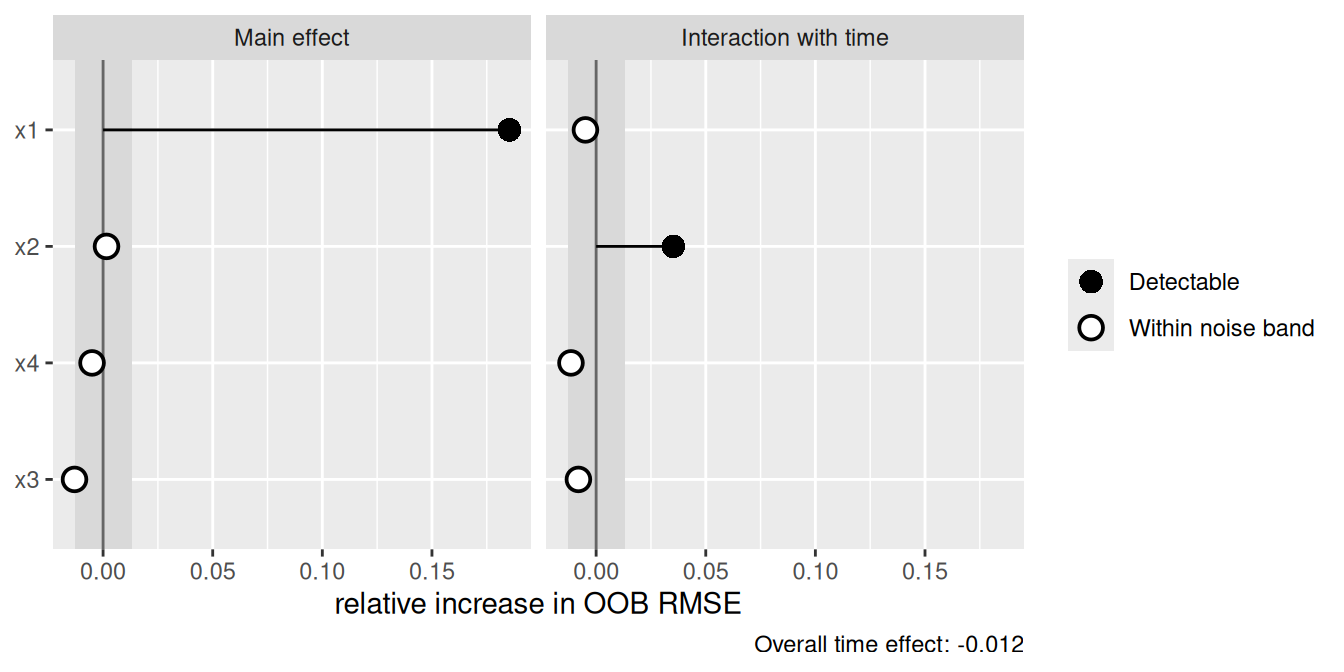 Main effect
Interaction with time
x1
x2
x4
x3
Detectable
Within noise band
0.00 0.05 0.10 0.15
0.00 0.05 0.10 0.15
relative increase in OOB RMSE
Overall time effect: -0.012